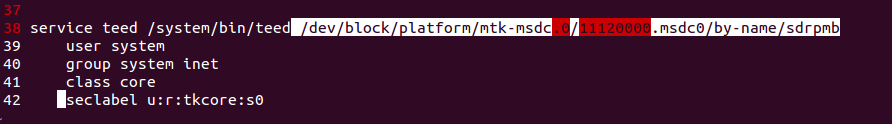 37
38 service teed /system/bin/teed /dev/block/platform/mtk-msdc.0/11120000.msdc0/by-name/sdrpmb
39     user system
40     group system inet
41     class core
42     seclabel u:r:tkcore:s0